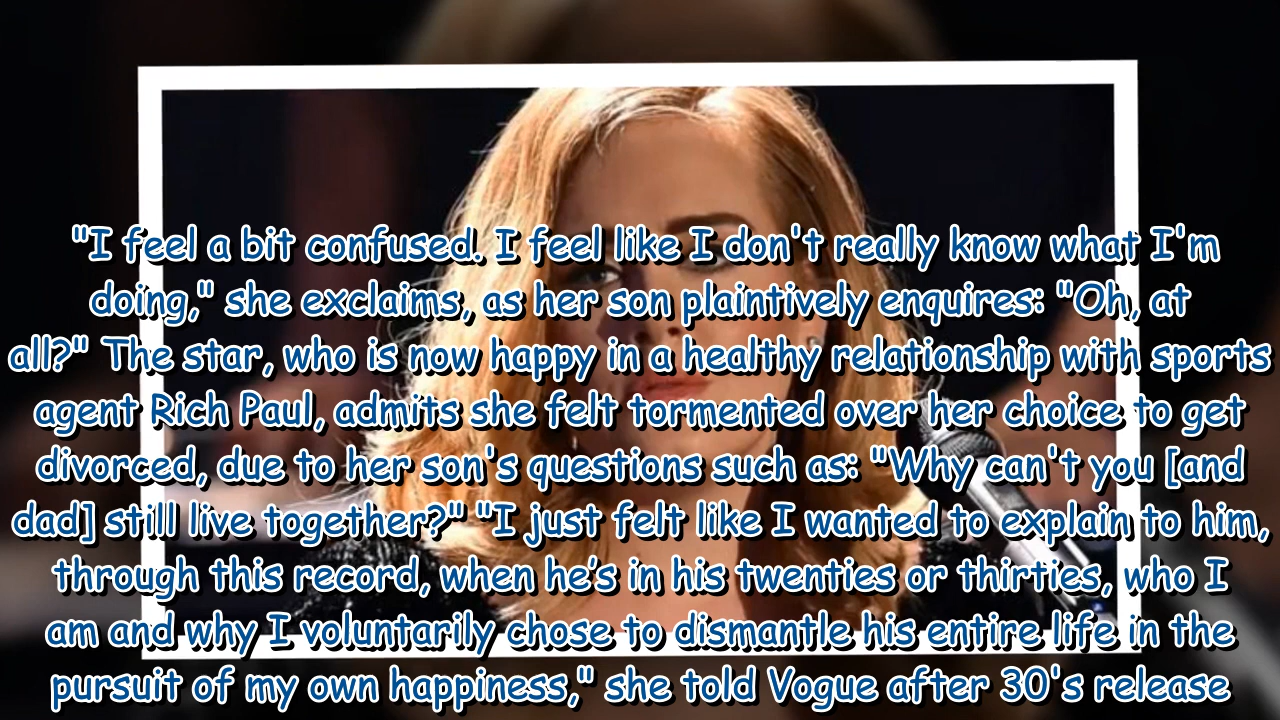 "I feel a bit confused. I feel like I don't really know what I'm
doing," she exclaims, as her son plaintively enquires: "Oh, at
all?" The star, who is now happy in a healthy relationship with sports
agent Rich Paul, admits she felt tormented over her choice to get
divorced, due to her son's questions such as: "Why can't you [and
dad] still live together?" "I just felt like I wanted to explain to him,
through this record, when he’s in his twenties or thirties, who I
am and why I voluntarily chose to dismantle his entire life in the
pursuit of my own happiness," she told Vogue after 30's release